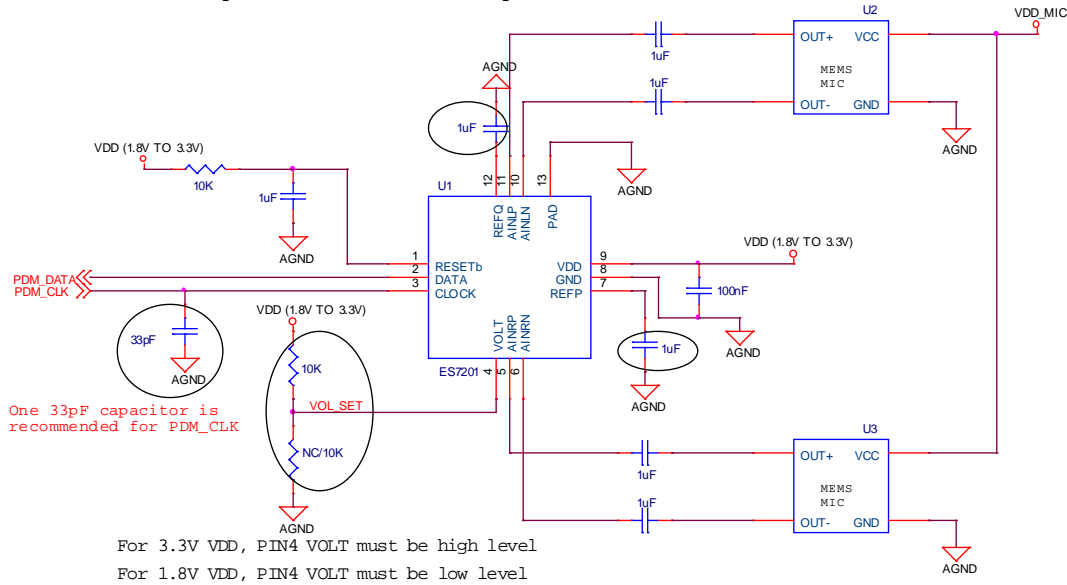 U2
VDD_MIC
1uF
OUT+
VCC
MEMS
MIC
AGND
1uF
OUT-
GND
1uF
AGND
VDD (1.8V TO 3.3V)
10K
1uF
AGND
12
11
10
13
AGND
U1
REFQ
AINLP
AINLN
PAD
1
RESETb
2
DATA
3
CLOCK
VDD
9
GND
8
REFP
7
VDD (1.8V TO 3.3V)
100nF
AGND
PDM_DATA
PDM_CLK
33pF
AGND
VDD (1.8V TO 3.3V)
10K
VOL_SET
NC/10K
AGND
VOLT
AINRP
AINRN
4
5
6
ES7201
1uF
AGND
One 33pF capacitor is
recommended for PDM_CLK
U3
1uF
OUT+
VCC
MEMS
MIC
1uF
OUT-
GND
AGND
For 3.3V VDD, PIN4 VOLT must be high level
For 1.8V VDD, PIN4 VOLT must be low level